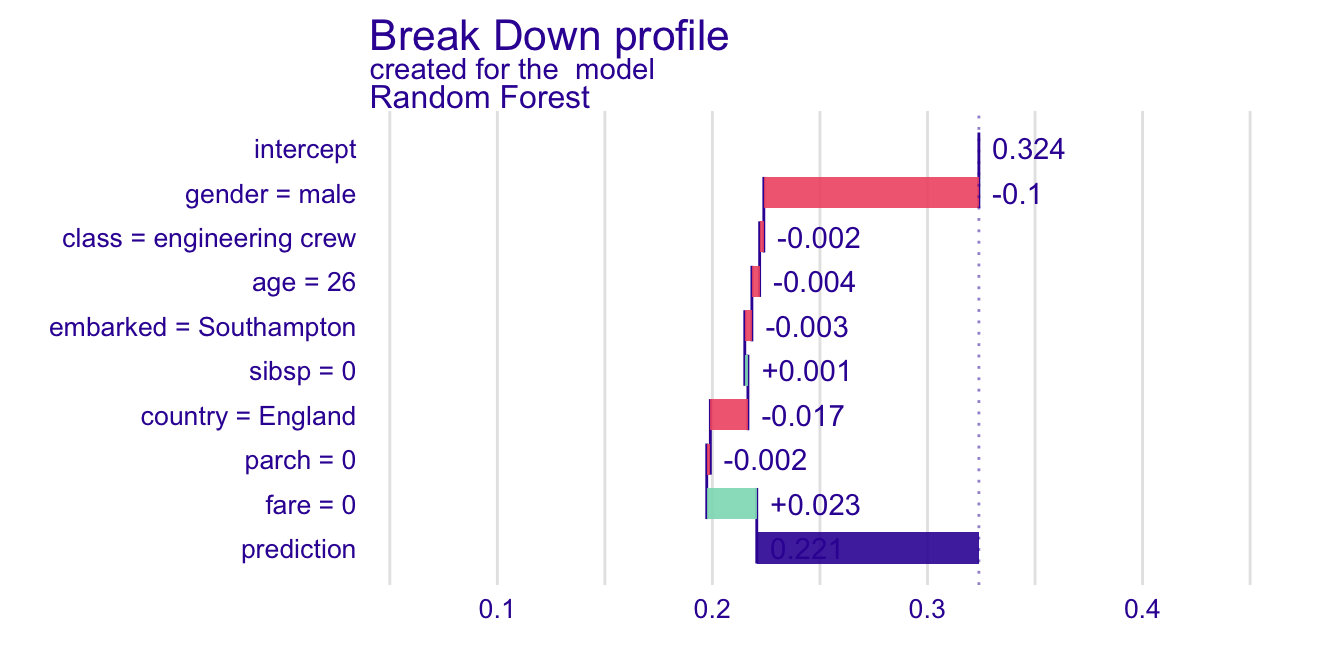 Break Down profile
created for the  model
Random Forest
intercept 0.324
gender = male -0.1
class = engineering crew -0.002
age = 26 -0.004
embarked = Southampton -0.003
sibsp = 0 +0.001
country = England -0.017
parch = 0 -0.002
fare = 0 +0.023
prediction 0.221
0.1 0.2 0.3 0.4